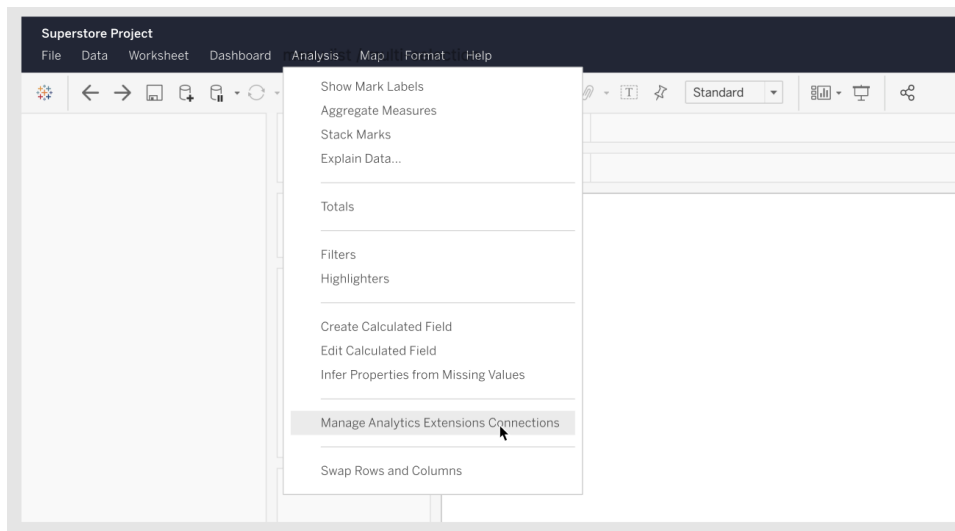 Superstore Project
File Data Worksheet Dashboard Analysis Map Format Help
Standard
Show Mark Labels
Aggregate Measures
Stack Marks
Explain Data...
Totals
Filters
Highlighters
Create Calculated Field
Edit Calculated Field
Infer Properties from Missing Values
Manage Analytics Extensions Connections
Swap Rows and Columns